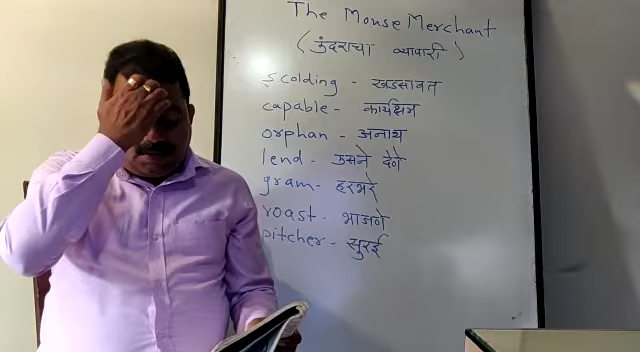 The Mouse Merchant
(उंदराचा व्यापारी)
scolding - खडसावत
capable - कार्यक्षम
orphan - अनाथ
lend - उसने देणे
gram - हरभरे
roast - भाजणे
pitcher - सुरई